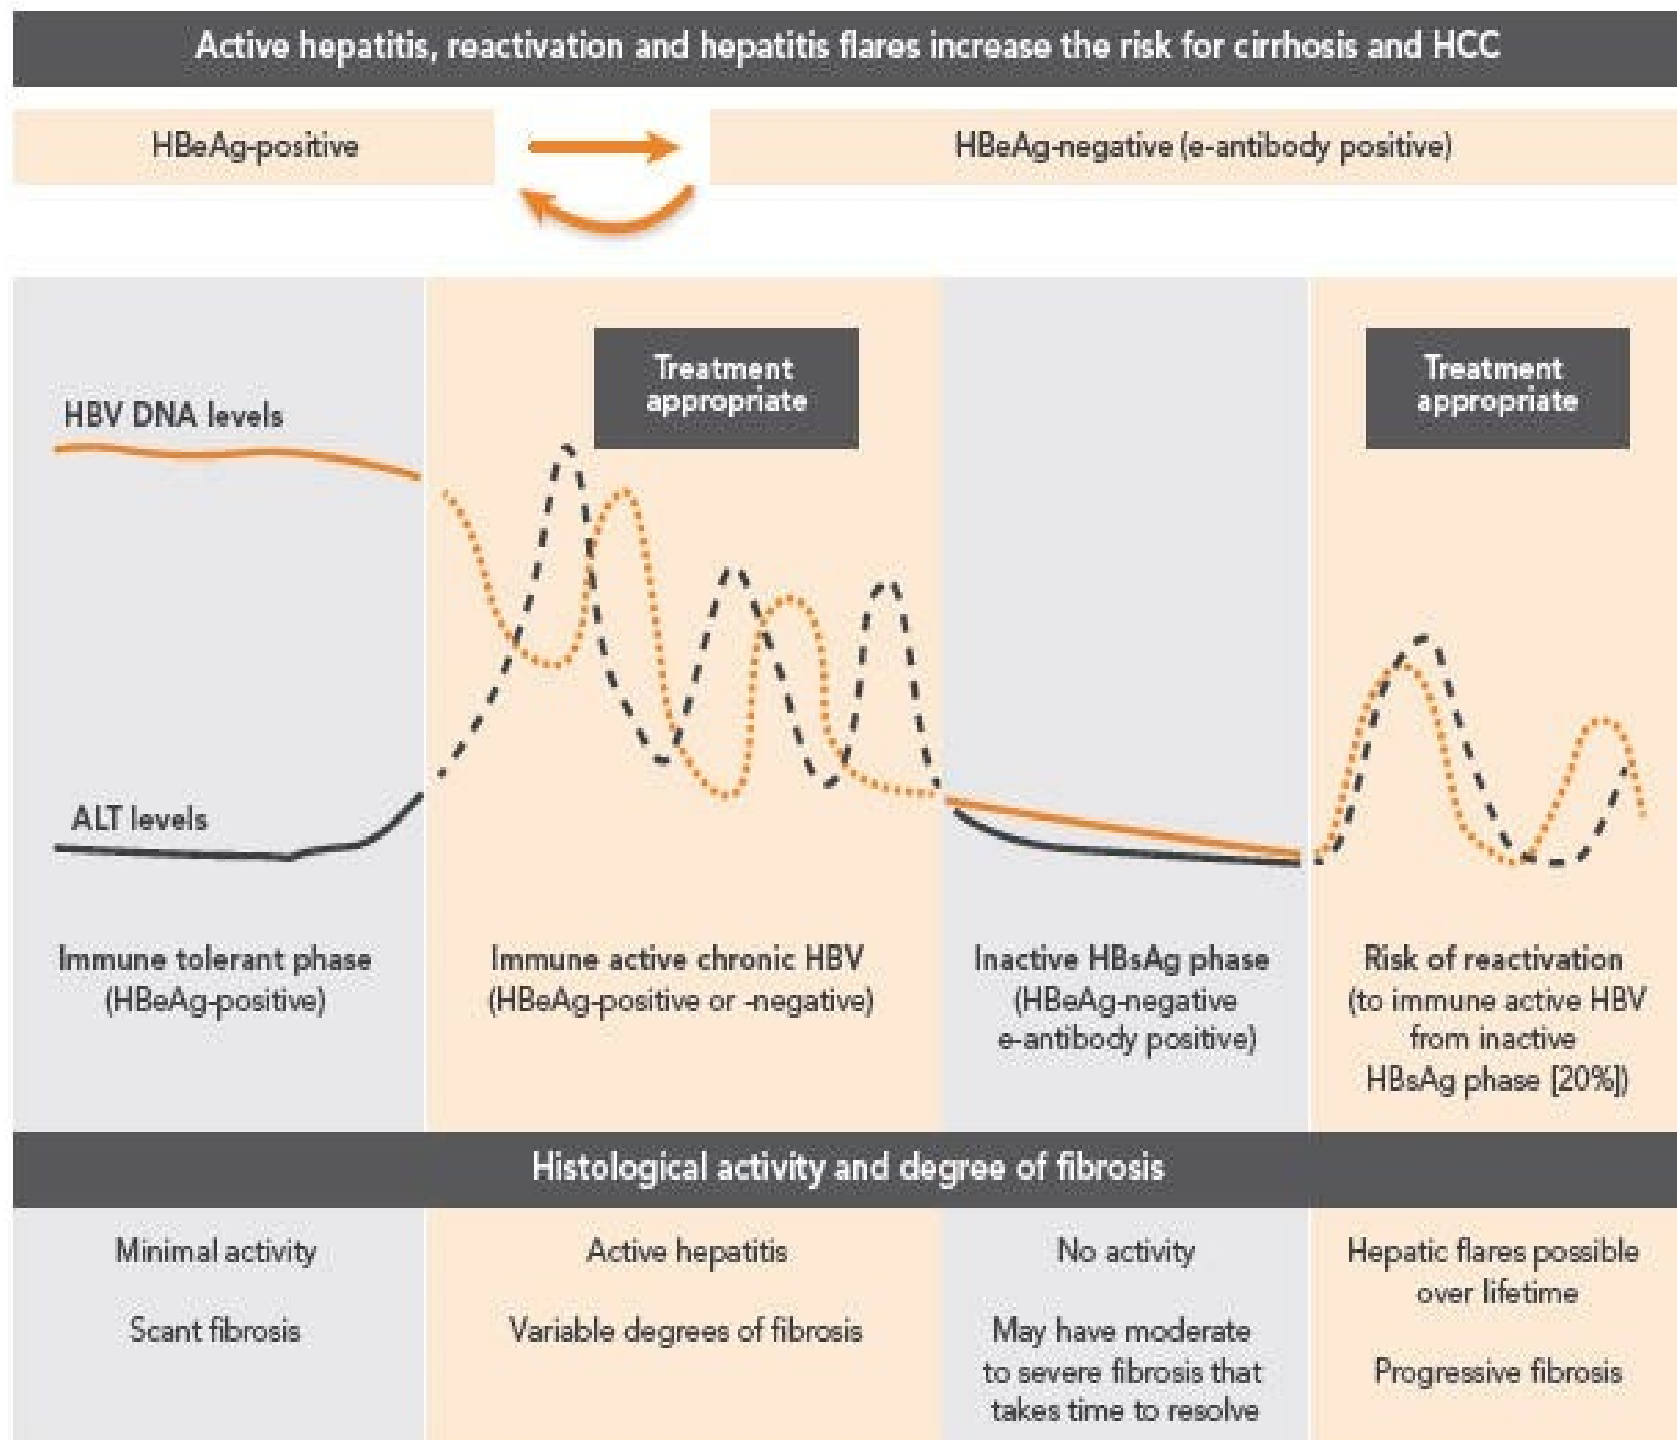 Active hepatitis, reactivation and hepatitis flares increase the risk for cirrhosis and HCC
HBeAg-positive
HBeAg-negative (e-antibody positive)
Treatment
appropriate
Treatment
appropriate
HBV DNA levels
ALT levels
Immune tolerant phase
(HBeAg-positive)
Immune active chronic HBV
(HBeAg-positive or -negative)
Inactive HBsAg phase
(HBeAg-negative
e-antibody positive)
Risk of reactivation
(to immune active HBV
from inactive
HBsAg phase [20%])
Histological activity and degree of fibrosis
Minimal activity
Scant fibrosis
Active hepatitis
Variable degrees of fibrosis
No activity
May have moderate
to severe fibrosis that
takes time to resolve
Hepatic flares possible
over lifetime
Progressive fibrosis